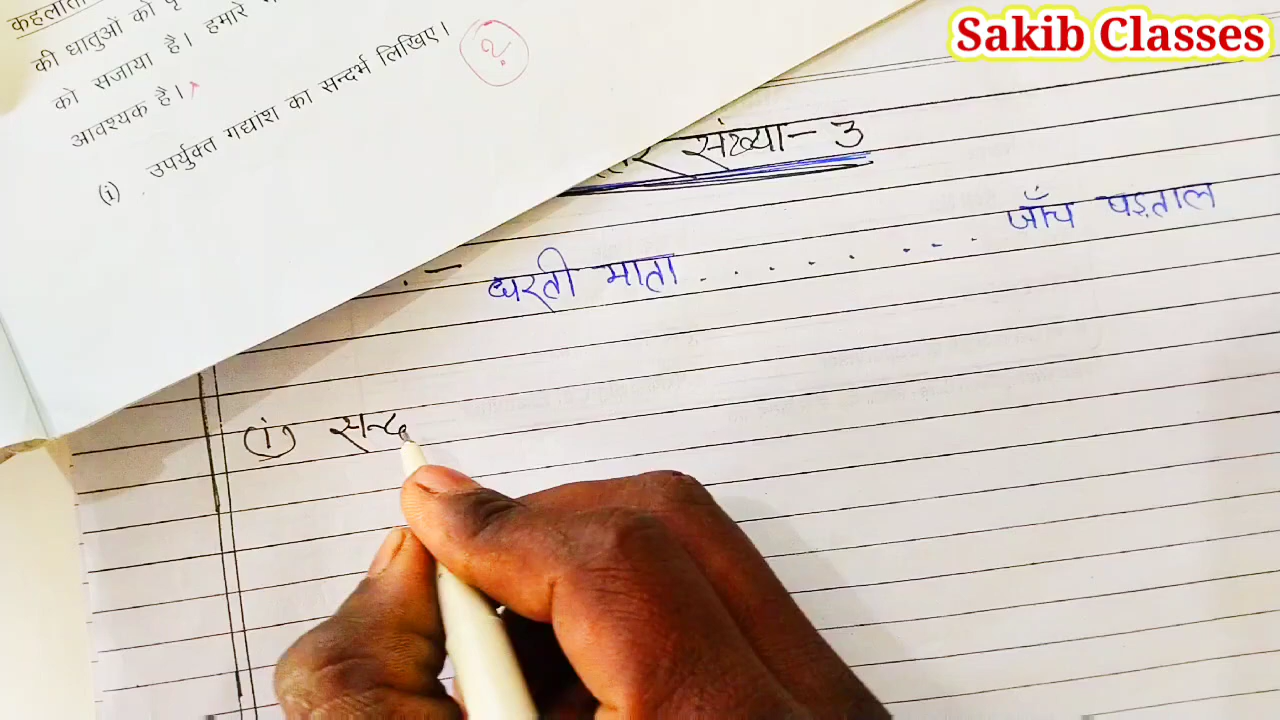 Sakib Classes
कहलाती
की धातुओं को
को सजाया है। हमारे
आवश्यक है।
(i) उपर्युक्त गद्यांश का सन्दर्भ लिखिए।
?
संख्या- 3
:- धरती माता . . . . . . . . . जाँच पड़ताल
(i) सन्द